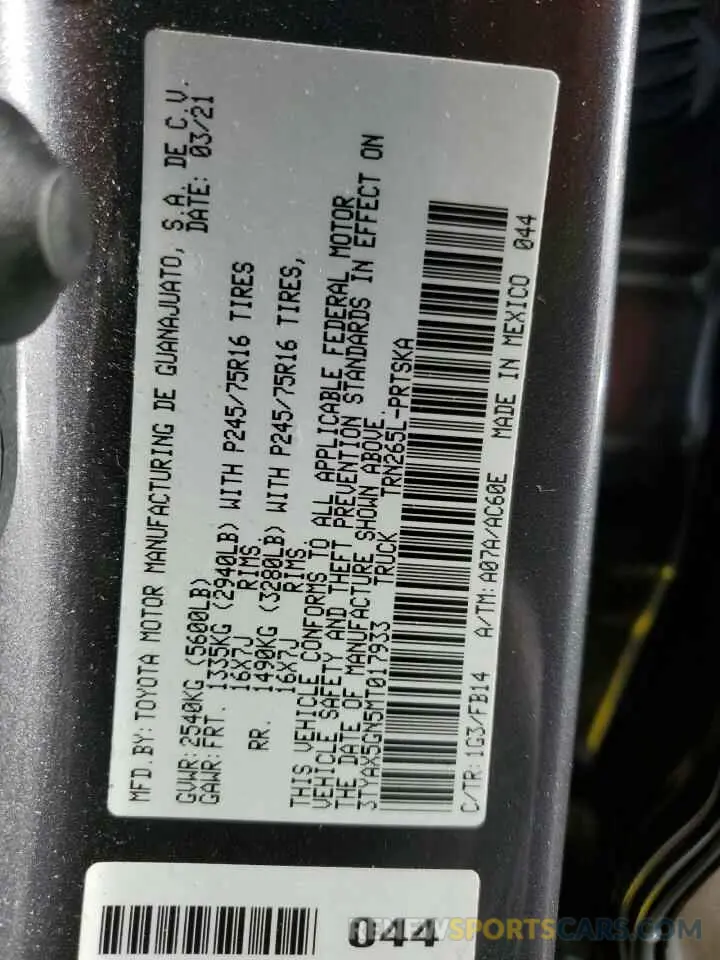 MFD.BY:TOYOTA MOTOR MANUFACTURING DE GUANAJUATO, S.A. DE C.V.
DATE: 03/21
GVWR:2540KG (5600LB)
GAWR:FRT. 1335KG (2940LB) WITH P245/75R16 TIRES
16X7J RIMS
RR. 1490KG (3280LB) WITH P245/75R16 TIRES,
16X7J RIMS
THIS VEHICLE CONFORMS TO ALL APPLICABLE FEDERAL MOTOR
VEHICLE SAFETY AND THEFT PREVENTION STANDARDS IN EFFECT ON
THE DATE OF MANUFACTURE SHOWN ABOVE.
3TYAX5GN5MT017933 TRUCK TRN265L-PRTSKA
C/TR:1G3/FB14 A/TM:A07A/AC60E MADE IN MEXICO 044
044
REVIEWSPORTSCARS.COM